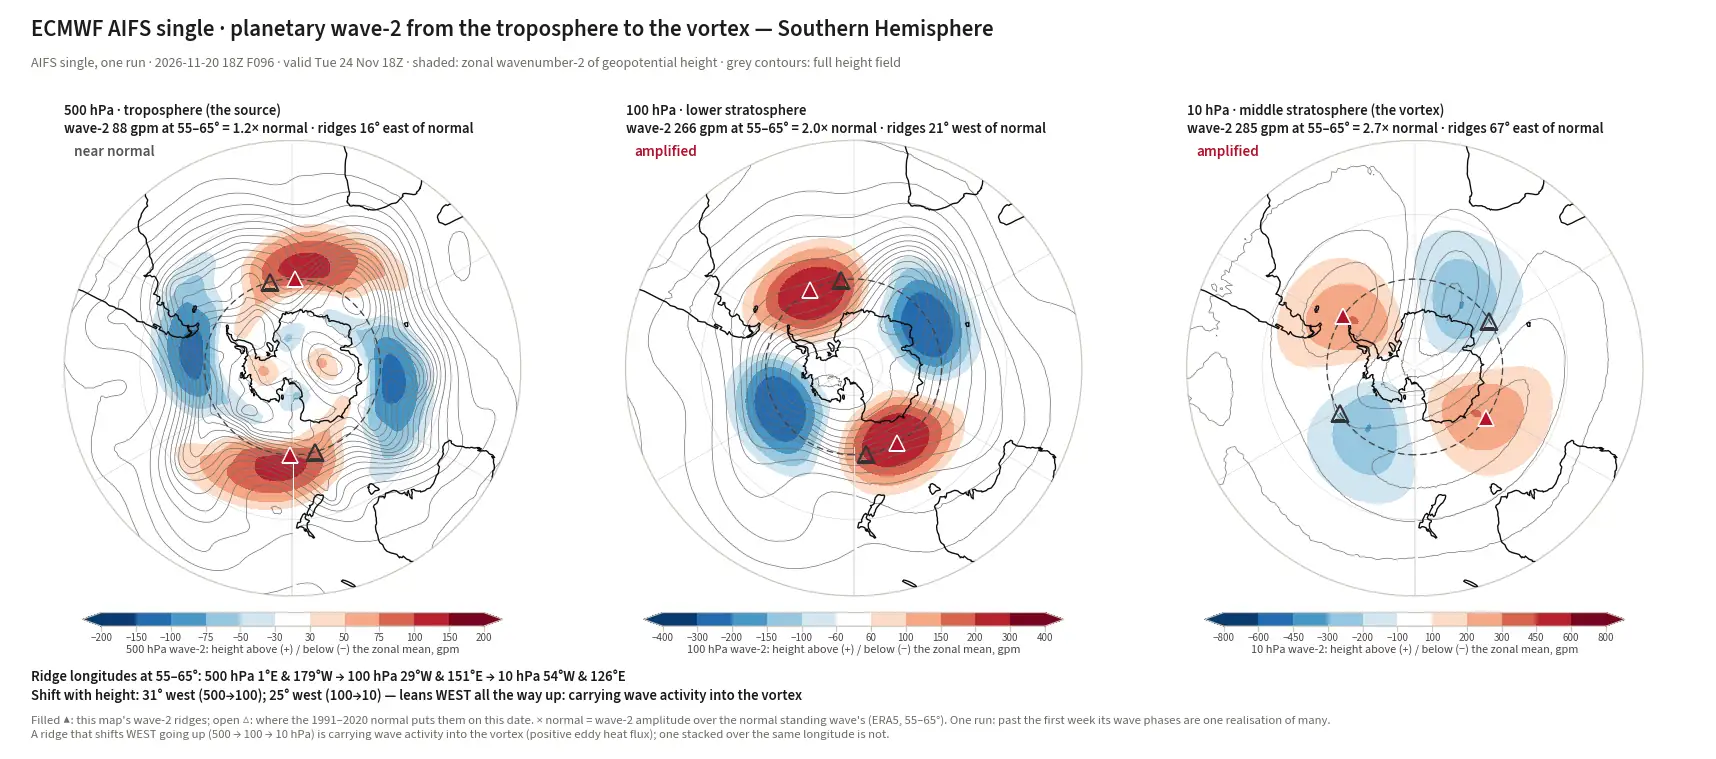 ECMWF AIFS single · planetary wave-2 from the troposphere to the vortex — Southern Hemisphere
AIFS single, one run · 2026-11-20 18Z F096 · valid Tue 24 Nov 18Z · shaded: zonal wavenumber-2 of geopotential height · grey contours: full height field
500 hPa · troposphere (the source)
wave-2 88 gpm at 55–65° = 1.2× normal · ridges 16° east of normal
near normal
100 hPa · lower stratosphere
wave-2 266 gpm at 55–65° = 2.0× normal · ridges 21° west of normal
amplified
10 hPa · middle stratosphere (the vortex)
wave-2 285 gpm at 55–65° = 2.7× normal · ridges 67° east of normal
amplified
−200 −150 −100 −75 −50 −30 30 50 75 100 150 200
500 hPa wave-2: height above (+) / below (−) the zonal mean, gpm
−400 −300 −200 −150 −100 −60 60 100 150 200 300 400
100 hPa wave-2: height above (+) / below (−) the zonal mean, gpm
−800 −600 −450 −300 −200 −100 100 200 300 450 600 800
10 hPa wave-2: height above (+) / below (−) the zonal mean, gpm
Ridge longitudes at 55–65°: 500 hPa 1°E & 179°W → 100 hPa 29°W & 151°E → 10 hPa 54°W & 126°E
Shift with height: 31° west (500→100); 25° west (100→10) — leans WEST all the way up: carrying wave activity into the vortex
Filled ▲: this map's wave-2 ridges; open △: where the 1991–2020 normal puts them on this date. × normal = wave-2 amplitude over the normal standing wave's (ERA5, 55–65°). One run: past the first week its wave phases are one realisation of many.
A ridge that shifts WEST going up (500 → 100 → 10 hPa) is carrying wave activity into the vortex (positive eddy heat flux); one stacked over the same longitude is not.